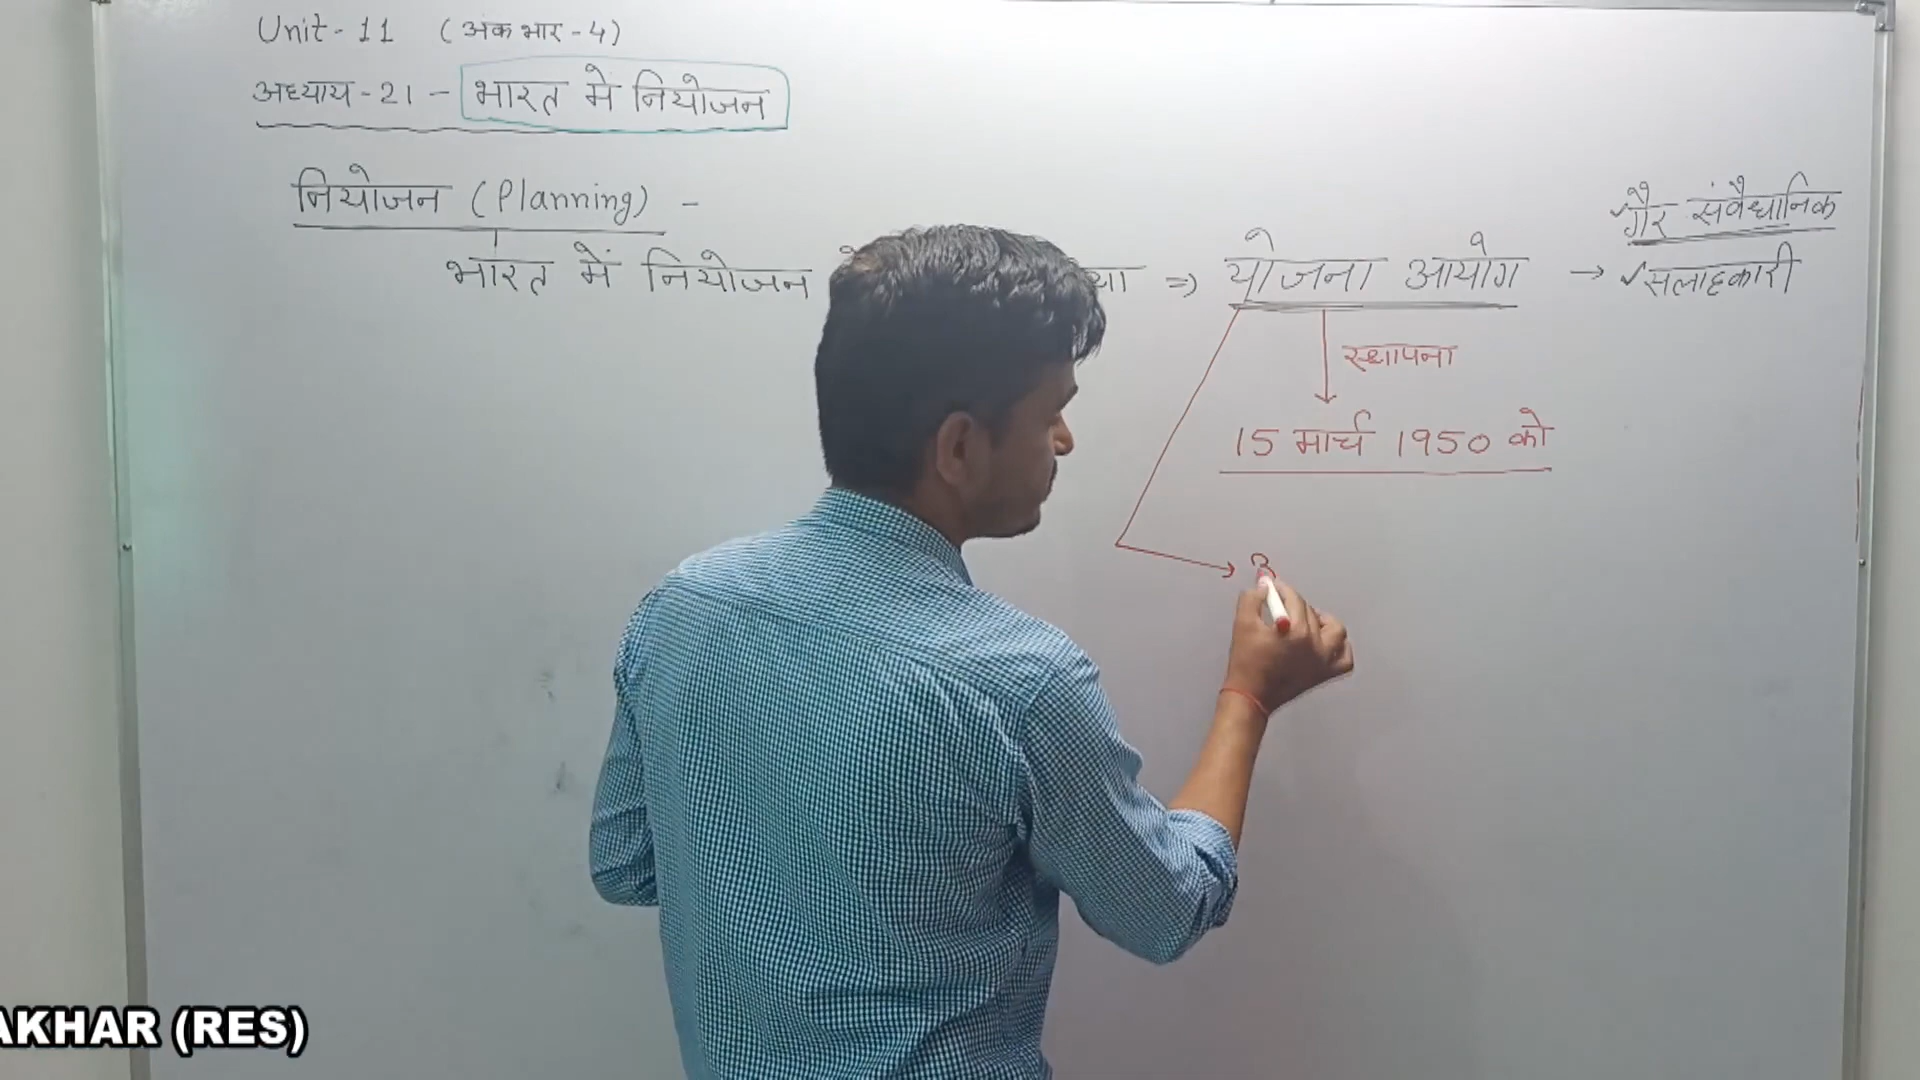 Unit - 11 (अंक भार - 4)
अध्याय - 21 - भारत मे नियोजन
नियोजन (Planning) -
भारत में नियोजन => योजना आयोग →
✓गैर संवैधानिक
✓सलाहकारी
स्थापना
15 मार्च 1950 को
AKHAR (RES)